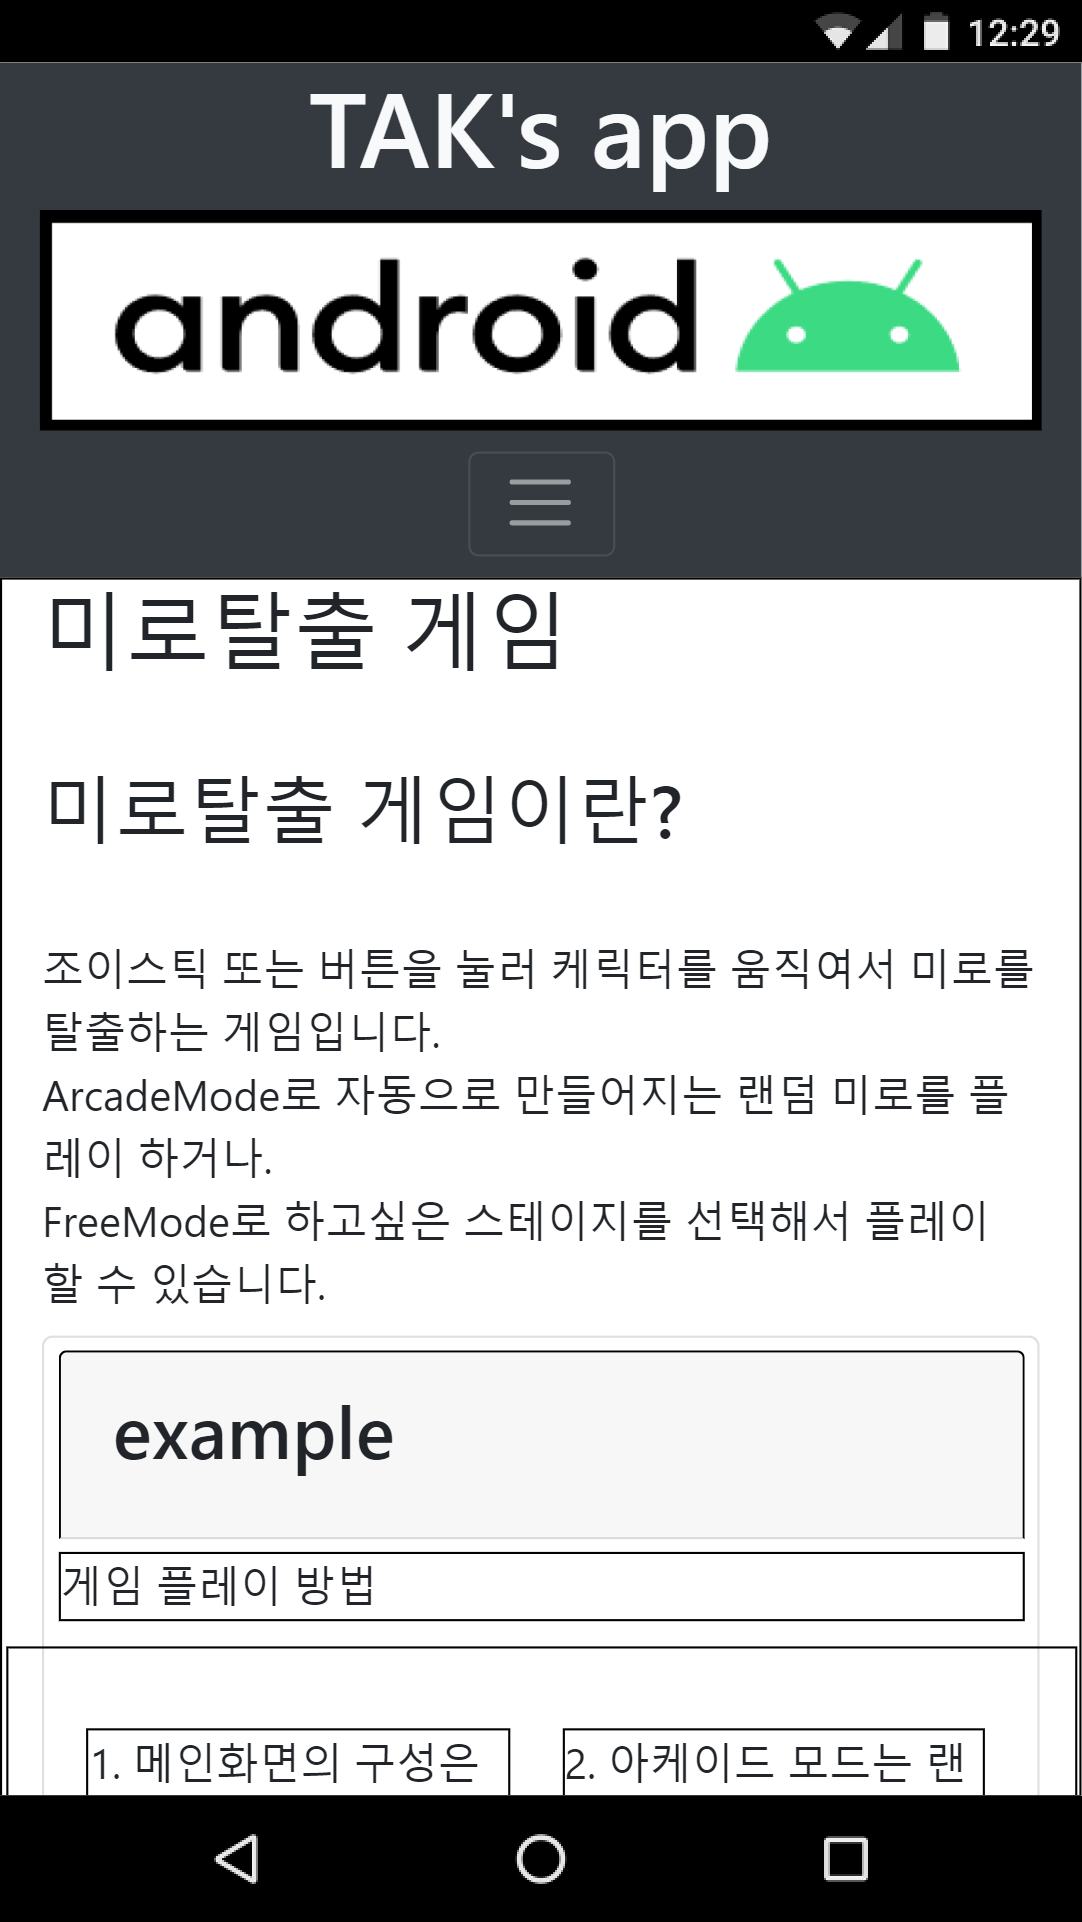 12:29
TAK's app
android
미로탈출 게임
미로탈출 게임이란?
조이스틱 또는 버튼을 눌러 케릭터를 움직여서 미로를
탈출하는 게임입니다.
ArcadeMode로 자동으로 만들어지는 랜덤 미로를 플
레이 하거나.
FreeMode로 하고싶은 스테이지를 선택해서 플레이
할 수 있습니다.
example
게임 플레이 방법
1. 메인화면의 구성은
2. 아케이드 모드는 랜